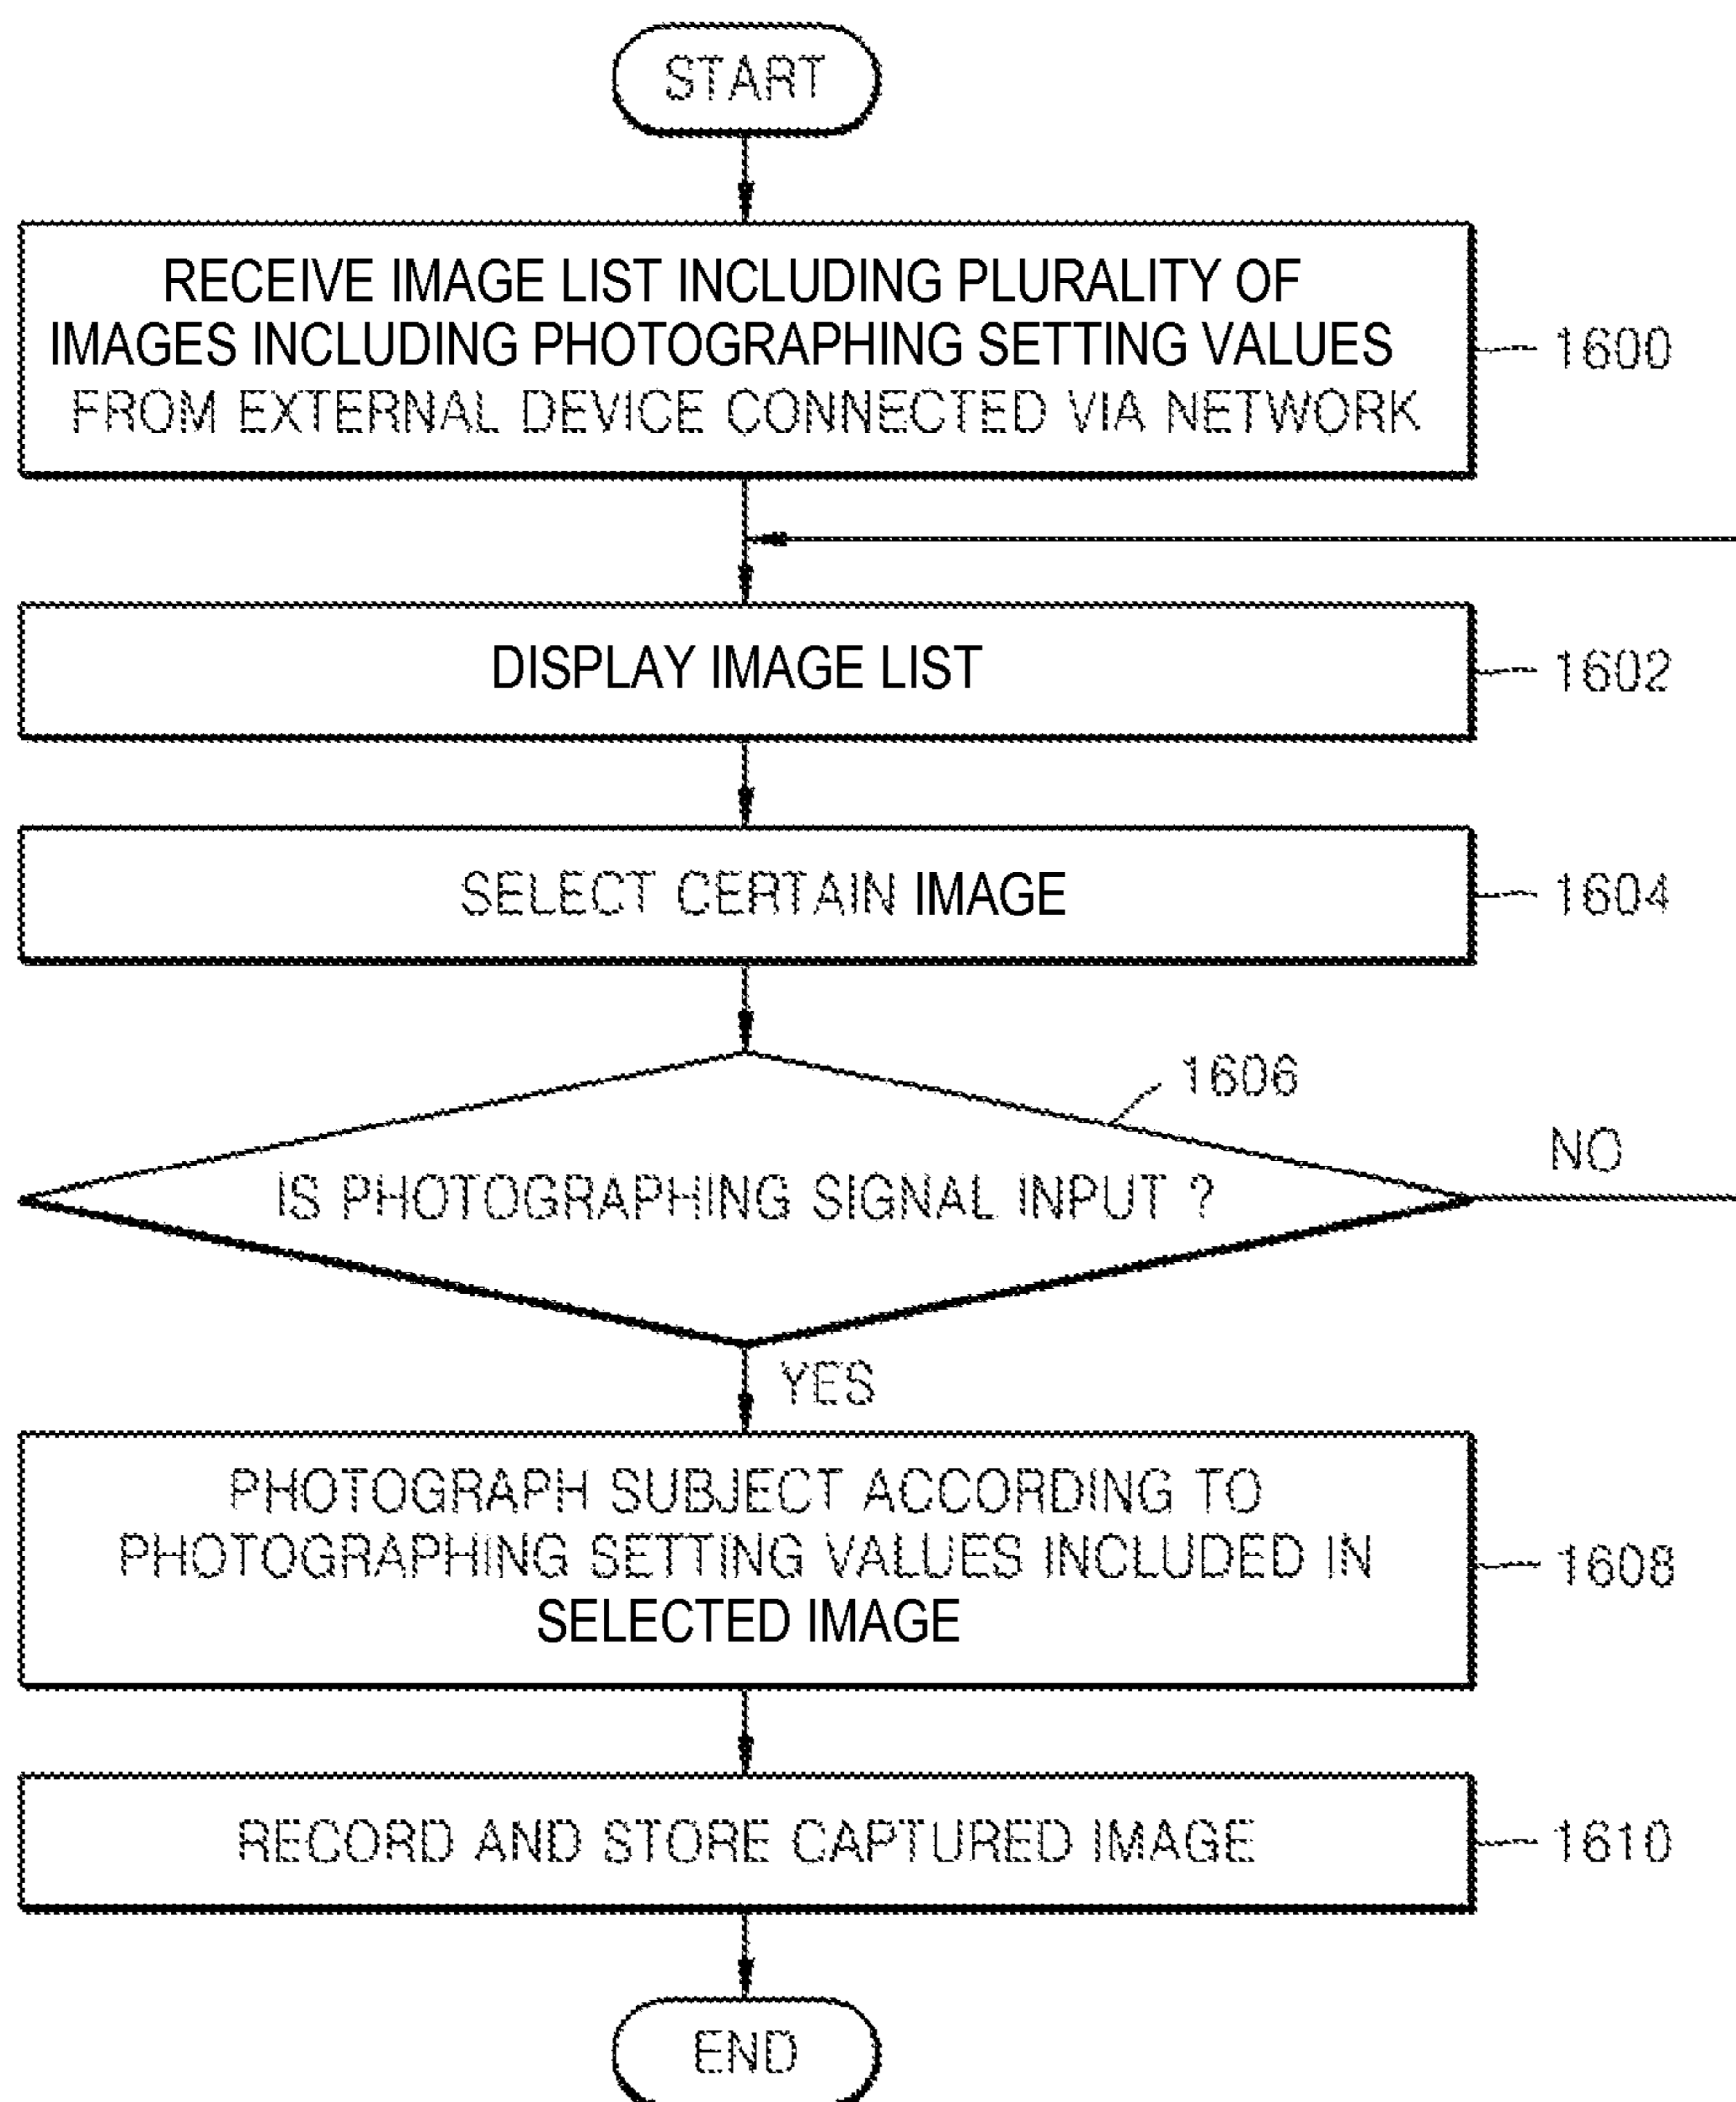 START
RECEIVE IMAGE LIST INCLUDING PLURALITY OF
IMAGES INCLUDING PHOTOGRAPHING SETTING VALUES
FROM EXTERNAL DEVICE CONNECTED VIA NETWORK
1600
DISPLAY IMAGE LIST
1602
SELECT CERTAIN IMAGE
1604
1606
NO
IS PHOTOGRAPHING SIGNAL INPUT ?
YES
PHOTOGRAPH SUBJECT ACCORDING TO
PHOTOGRAPHING SETTING VALUES INCLUDED IN
SELECTED IMAGE
1608
RECORD AND STORE CAPTURED IMAGE
1610
END